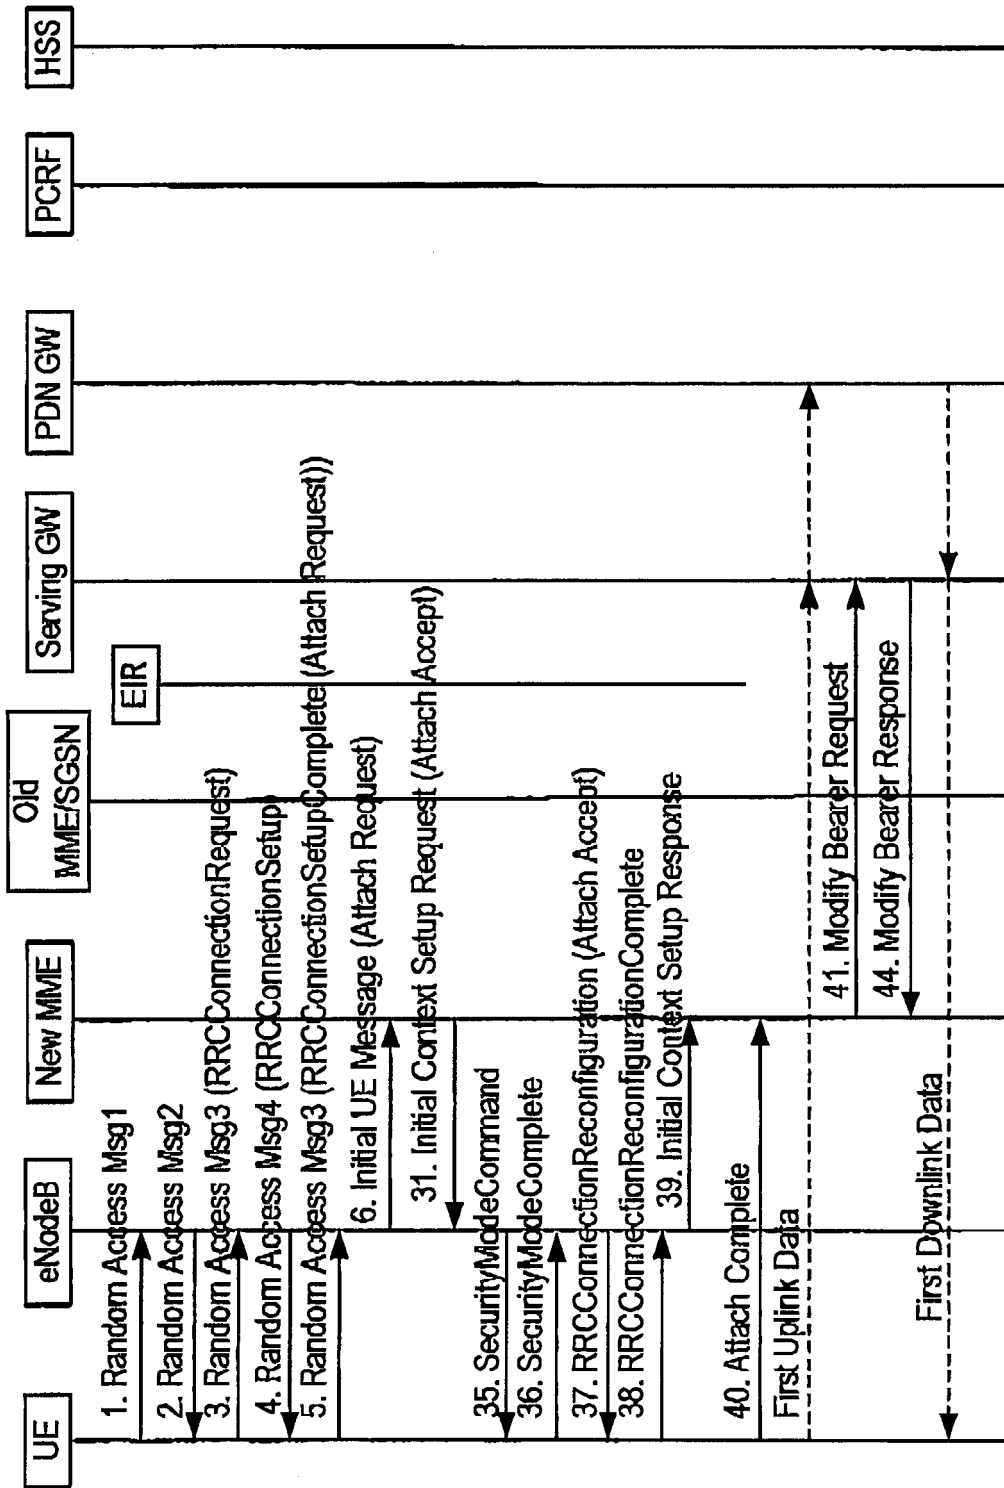 UE
eNodeB
New MME
Old
MME/SGSN
EIR
Serving GW
PDN GW
PCRF
HSS
1. Random Access Msg1
2. Random Access Msg2
3. Random Access Msg3 (RRCConnectionRequest)
4. Random Access Msg4 (RRCConnectionSetup)
5. Random Access Msg3 (RRCConnectionSetupComplete (Attach Request))
6. Initial UE Message (Attach Request)
31. Initial Context Setup Request (Attach Accept)
35. SecurityModeCommand
36. SecurityModeComplete
37. RRCConnectionReconfiguration (Attach Accept)
38. RRCConnectionReconfigurationComplete
39. Initial Context Setup Response
40. Attach Complete
First Uplink Data
41. Modify Bearer Request
44. Modify Bearer Response
First Downlink Data